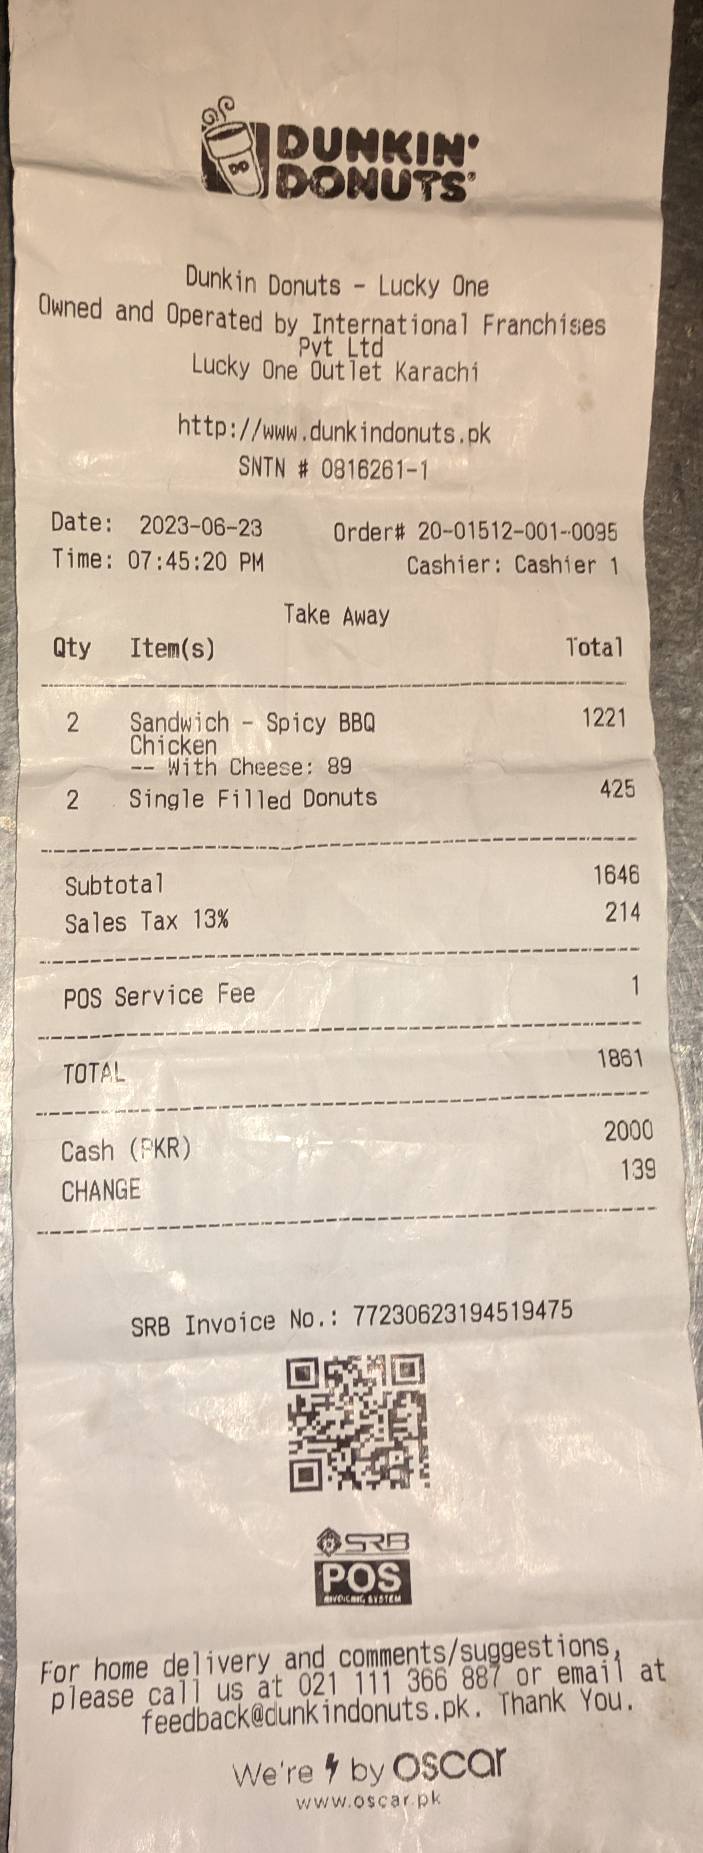 DUNKIN'
DONUTS
Dunkin Donuts - Lucky One
Owned and Operated by International Franchises
Pvt Ltd
Lucky One Outlet Karachi
http://www.dunkindonuts.pk
SNTN # 0816261-1
Date: 2023-06-23 Order# 20-01512-001-0095
Time: 07:45:20 PM Cashier: Cashier 1
Take Away
Qty Item(s) Total
2 Sandwich - Spicy BBQ 1221
Chicken
-- With Cheese: 89
2 Single Filled Donuts 425
Subtotal 1646
Sales Tax 13% 214
POS Service Fee 1
TOTAL 1861
Cash (PKR) 2000
CHANGE 139
SRB Invoice No.: 77230623194519475
SRB
POS
INVOICING SYSTEM
For home delivery and comments/suggestions,
please call us at 021 111 366 887 or email at
feedback@dunkindonuts.pk. Thank You.
We're by oscar
www.oscar.pk